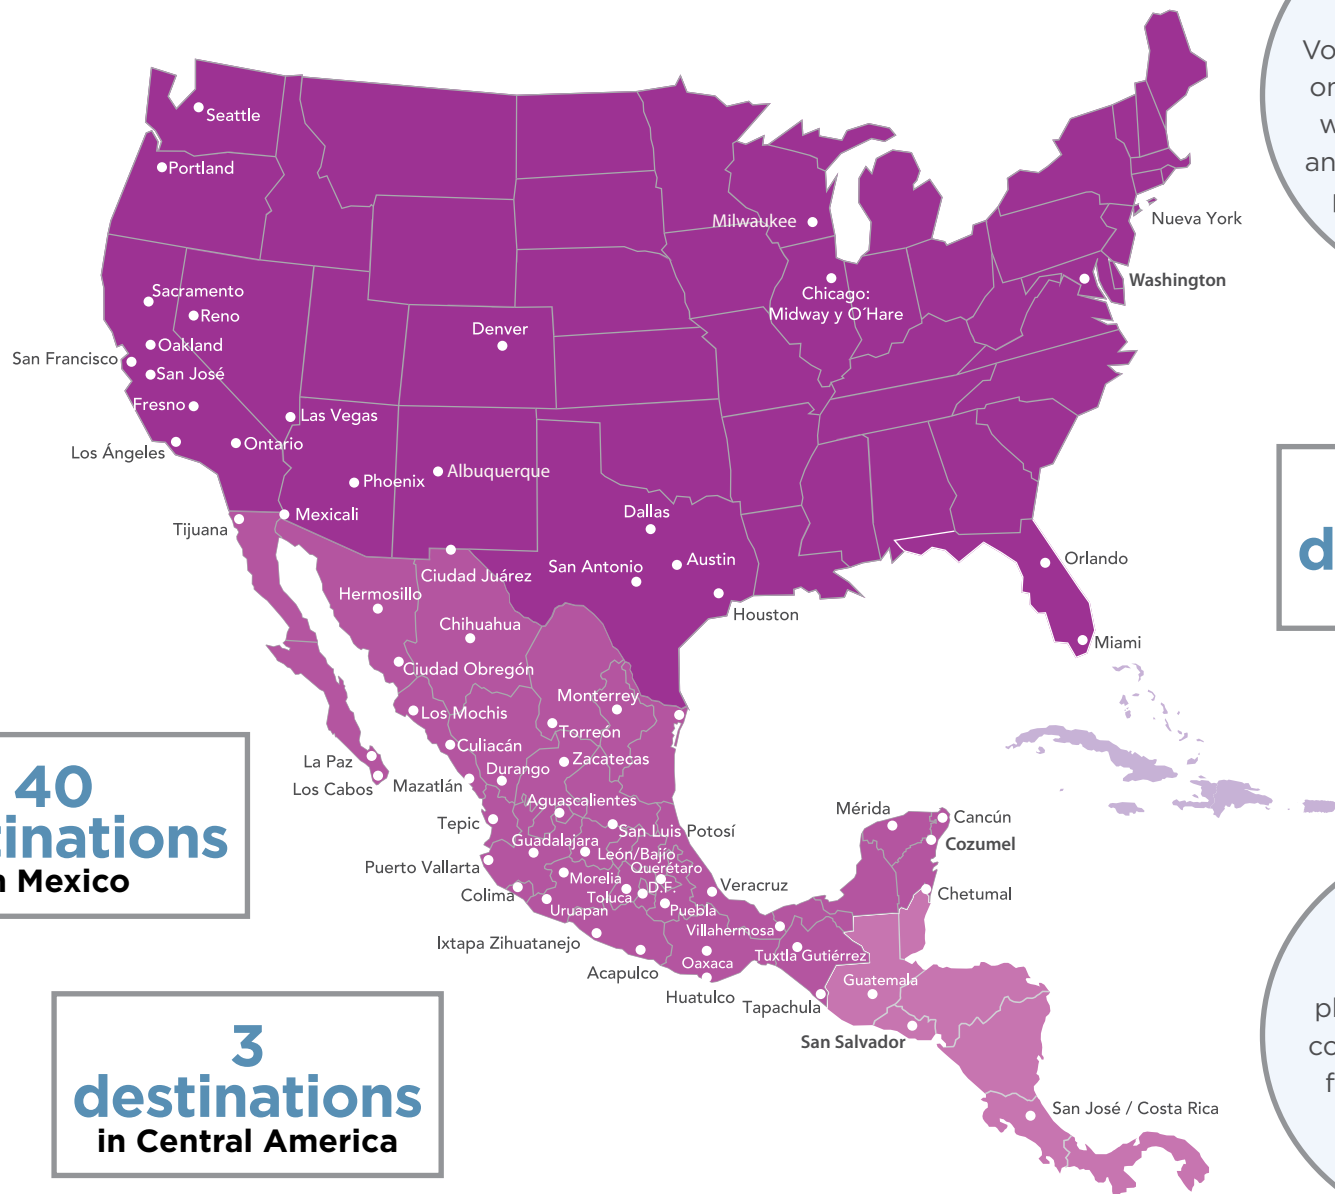 Seattle
Portland
Milwaukee
Nueva York
Washington
Chicago:
Midway y O´Hare
Sacramento
Reno
Denver
Oakland
San Francisco
San José
Fresno
Las Vegas
Los Ángeles
Ontario
Phoenix
Albuquerque
Mexicali
Tijuana
Dallas
Austin
San Antonio
Houston
Orlando
Miami
Ciudad Juárez
Hermosillo
Chihuahua
Ciudad Obregón
Monterrey
Los Mochis
Torreón
Culiacán
Zacatecas
La Paz
Durango
Los Cabos
Mazatlán
Aguascalientes
Tepic
San Luis Potosí
Guadalajara
León/Bajío
Puerto Vallarta
Querétaro
Morelia
D.F.
Colima
Toluca
Veracruz
Uruapan
Puebla
Villahermosa
Ixtapa Zihuatanejo
Acapulco
Oaxaca
Tuxtla Gutiérrez
Huatulco
Tapachula
Mérida
Cancún
Cozumel
Chetumal
Guatemala
San Salvador
San José / Costa Rica
40
Mexico
3
destinations
in Central America